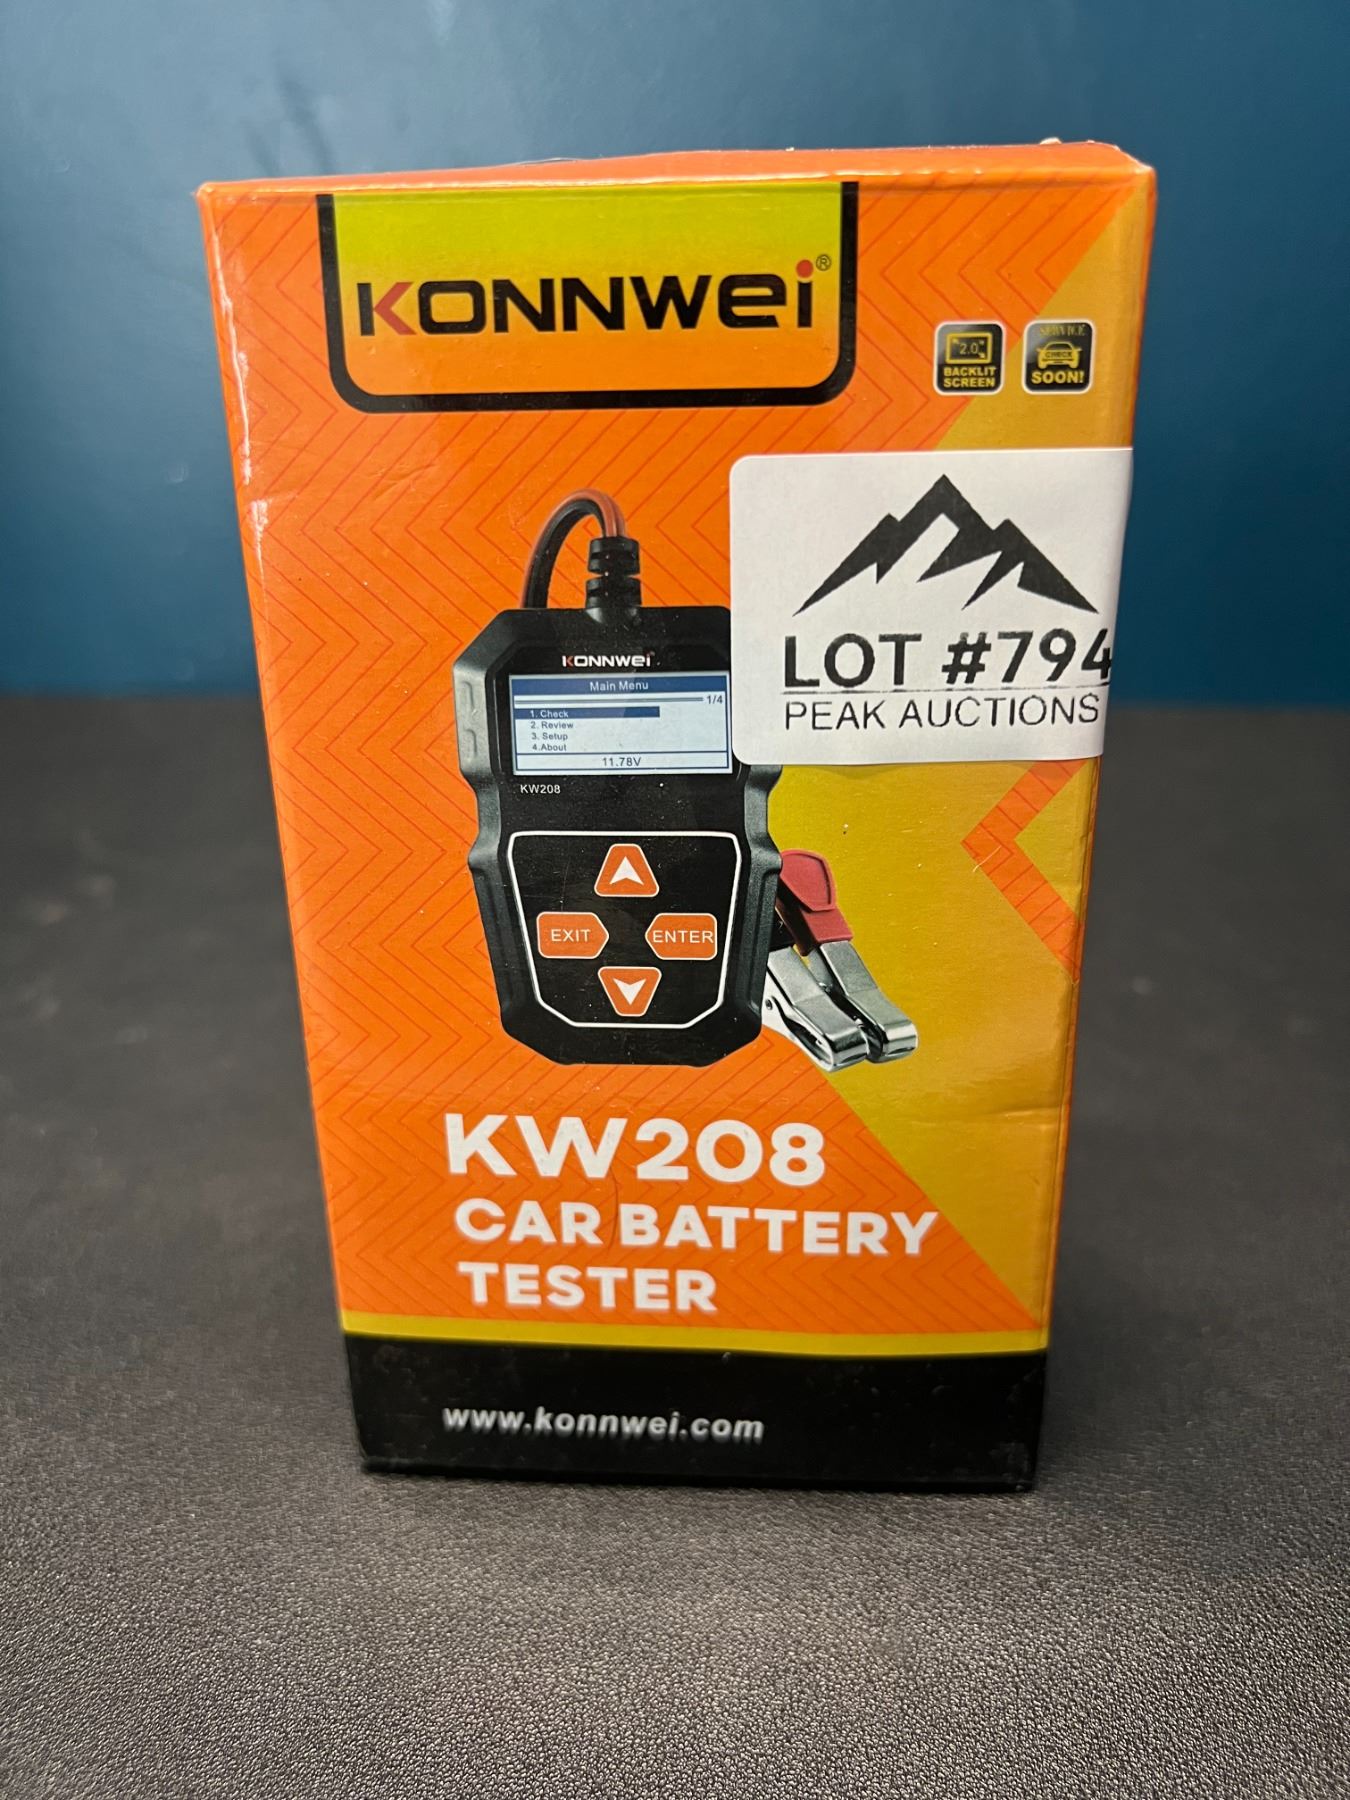 KONNWEI®
2.0"
BACKLIT
SCREEN
SERVICE
CHECK
SOON!
LOT #794
PEAK AUCTIONS
KONNWEI
Main Menu
1/4
1. Check
2. Review
3. Setup
4.About
11.78V
KW208
EXIT
ENTER
KW208
CAR BATTERY
TESTER
www.konnwei.com